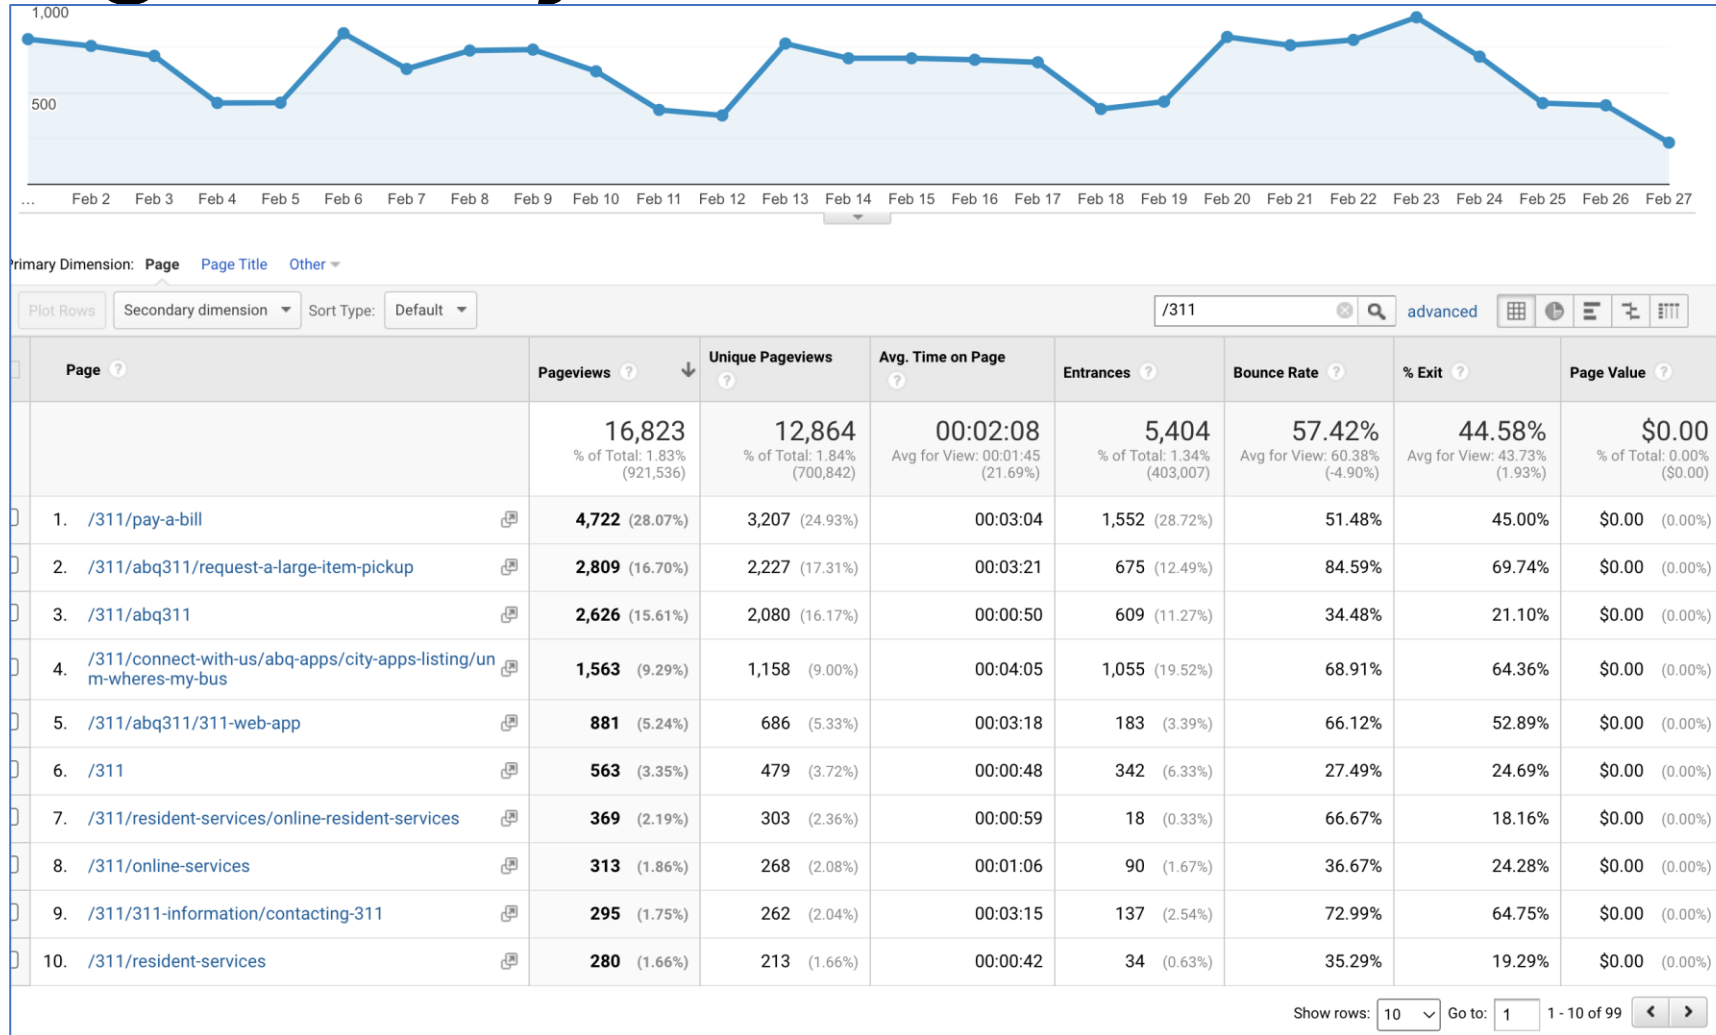 1,000
500
... Feb 2 Feb 3 Feb 4 Feb 5 Feb 6 Feb 7 Feb 8 Feb 9 Feb 10 Feb 11 Feb 12 Feb 13 Feb 14 Feb 15 Feb 16 Feb 17 Feb 18 Feb 19 Feb 20 Feb 21 Feb 22 Feb 23 Feb 24 Feb 25 Feb 26 Feb 27
rimary Dimension: Page Page Title Other
Plot Rows Secondary dimension Sort Type: Default /311 advanced
Page ? Pageviews ? Unique Pageviews ? Avg. Time on Page ? Entrances ? Bounce Rate ? % Exit ? Page Value ?
16,823 12,864 00:02:08 5,404 57.42% 44.58% $0.00
% of Total: 1.83% % of Total: 1.84% Avg for View: 00:01:45 % of Total: 1.34% Avg for View: 60.38% Avg for View: 43.73% % of Total: 0.00%
(921,536) (700,842) (21.69%) (403,007) (-4.90%) (1.93%) ($0.00)
1. /311/pay-a-bill 4,722 (28.07%) 3,207 (24.93%) 00:03:04 1,552 (28.72%) 51.48% 45.00% $0.00 (0.00%)
2. /311/abq311/request-a-large-item-pickup 2,809 (16.70%) 2,227 (17.31%) 00:03:21 675 (12.49%) 84.59% 69.74% $0.00 (0.00%)
3. /311/abq311 2,626 (15.61%) 2,080 (16.17%) 00:00:50 609 (11.27%) 34.48% 21.10% $0.00 (0.00%)
4. /311/connect-with-us/abq-apps/city-apps-listing/un
m-wheres-my-bus 1,563 (9.29%) 1,158 (9.00%) 00:04:05 1,055 (19.52%) 68.91% 64.36% $0.00 (0.00%)
5. /311/abq311/311-web-app 881 (5.24%) 686 (5.33%) 00:03:18 183 (3.39%) 66.12% 52.89% $0.00 (0.00%)
6. /311 563 (3.35%) 479 (3.72%) 00:00:48 342 (6.33%) 27.49% 24.69% $0.00 (0.00%)
7. /311/resident-services/online-resident-services 369 (2.19%) 303 (2.36%) 00:00:59 18 (0.33%) 66.67% 18.16% $0.00 (0.00%)
8. /311/online-services 313 (1.86%) 268 (2.08%) 00:01:06 90 (1.67%) 36.67% 24.28% $0.00 (0.00%)
9. /311/311-information/contacting-311 295 (1.75%) 262 (2.04%) 00:03:15 137 (2.54%) 72.99% 64.75% $0.00 (0.00%)
10. /311/resident-services 280 (1.66%) 213 (1.66%) 00:00:42 34 (0.63%) 35.29% 19.29% $0.00 (0.00%)
Show rows: 10 Go to: 1 1 - 10 of 99